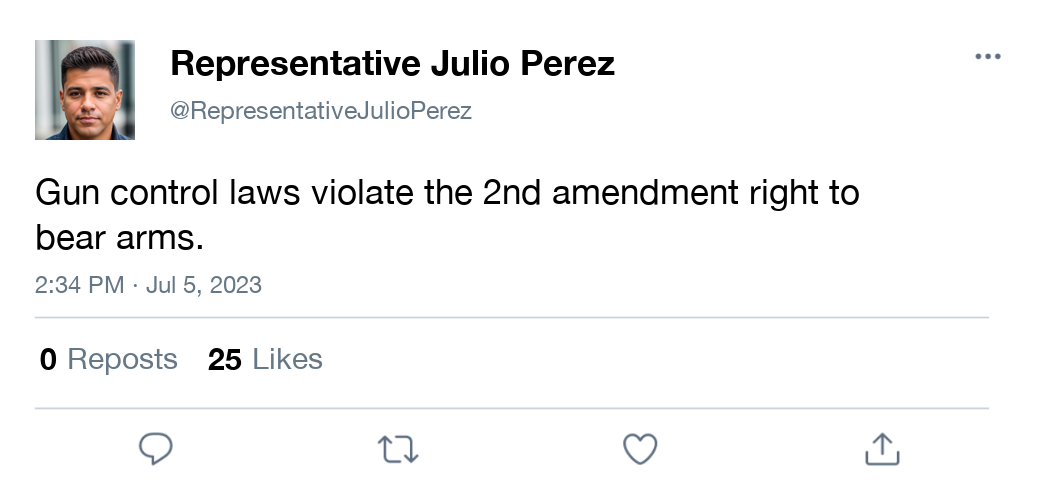 Representative Julio Perez
@RepresentativeJulioPerez
Gun control laws violate the 2nd amendment right to
bear arms.
2:34 PM · Jul 5, 2023
0 Reposts 25 Likes